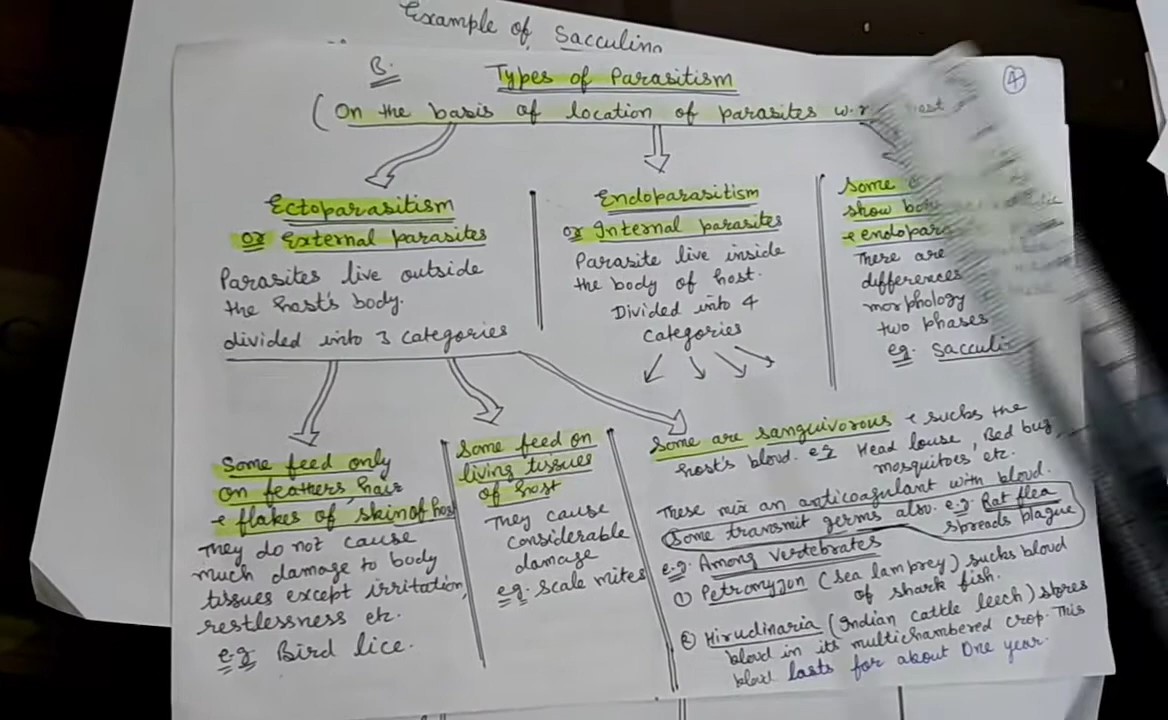 Example of Sacculina
B.
Types of Parasitism
4
(On the basis of location of parasites w.r.
Ectoparasitism
or External parasites
Parasites live outside
the host's body.
divided into 3 categories
Endoparasitism
or Internal parasites
Parasite live inside
the body of host.
Divided into 4
categories
Some
show
+
There are
differences
morphology
two phases
eg.
Some feed only
on feathers, hair
+ flakes of skin of host
They do not cause
much damage to body
tissues except irritation,
restlessness etc.
e.g Bird lice.
Some feed on
living tissues
of host
They cause
considerable
damage
eg. Scale mites
Some are sanguivorous + sucks the
host's blood. eg Head louse, Bed bug,
mosquitoes, etc.
These mix an anticoagulant with blood.
Some transmit germs also. e.g. Rat flea
spreads plague
e.g. Among vertebrates
① Petromyzon (sea lamprey) sucks blood
of shark fish.
② Hirudinaria (Indian cattle leech) stores
blood in its multichambered crop. This
blood lasts for about One year.